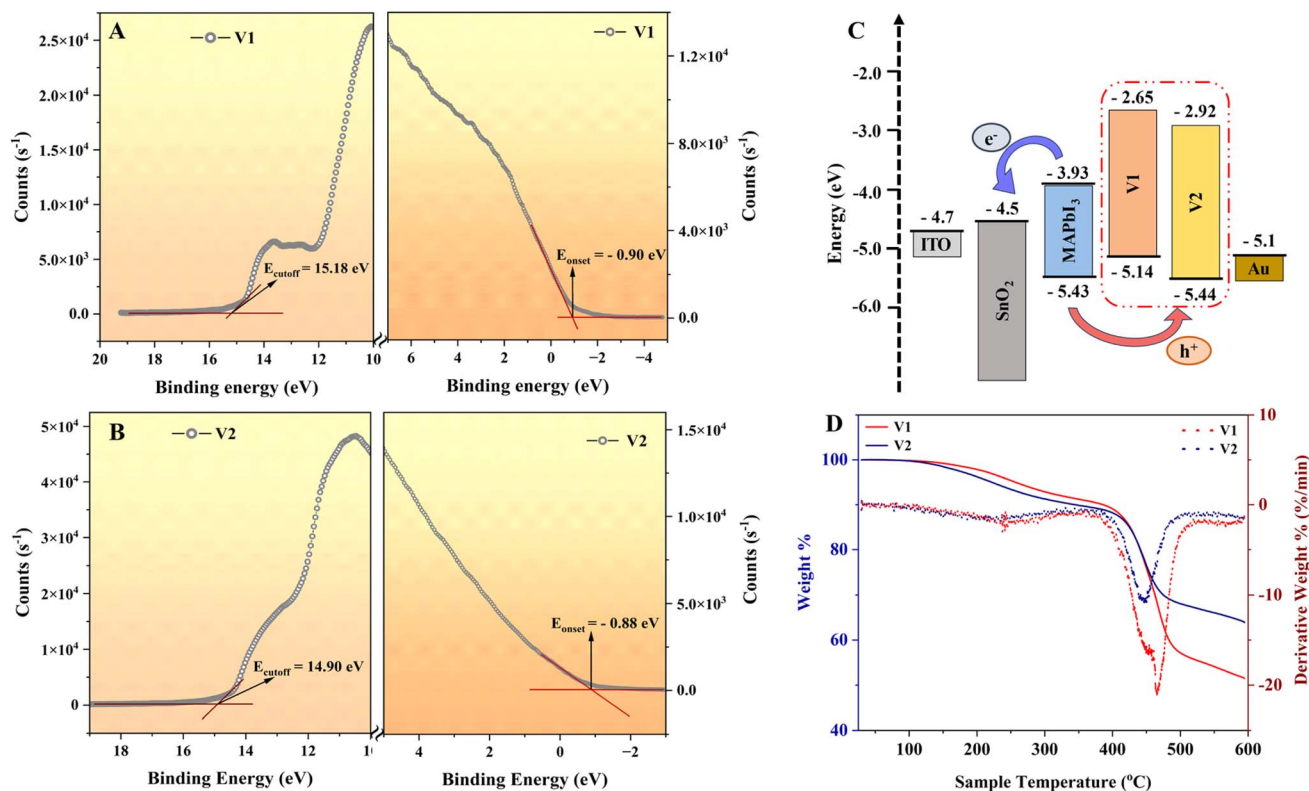 A
V1
V1
2.5×10⁴
2.0×10⁴
1.5×10⁴
1.0×10⁴
5.0×10³
0.0
Counts (s⁻¹)
E_cutoff = 15.18 eV
20 18 16 14 12 10
Binding energy (eV)
E_onset = - 0.90 eV
1.2×10⁴
8.0×10³
4.0×10³
0.0
Counts (s⁻¹)
6 4 2 0 −2 −4
Binding energy (eV)
B
V2
V2
5×10⁴
4×10⁴
3×10⁴
2×10⁴
1×10⁴
0
Counts (s⁻¹)
E_cutoff = 14.90 eV
18 16 14 12 10
Binding Energy (eV)
E_onset = - 0.88 eV
1.5×10⁴
1.0×10⁴
5.0×10³
0.0
Counts (s⁻¹)
4 2 0 −2
Binding Energy (eV)
C
Energy (eV)
-2.0
-3.0
-4.0
-5.0
-6.0
e⁻
- 4.7
ITO
- 4.5
SnO₂
- 3.93
MAPbI₃
- 5.43
- 2.65
V1
- 5.14
- 2.92
V2
- 5.44
- 5.1
Au
h⁺
D
V1
V2
V1
V2
100
80
60
40
Weight %
10
0
-10
-20
Derivative Weight % (%/min)
100 200 300 400 500 600
Sample Temperature (°C)